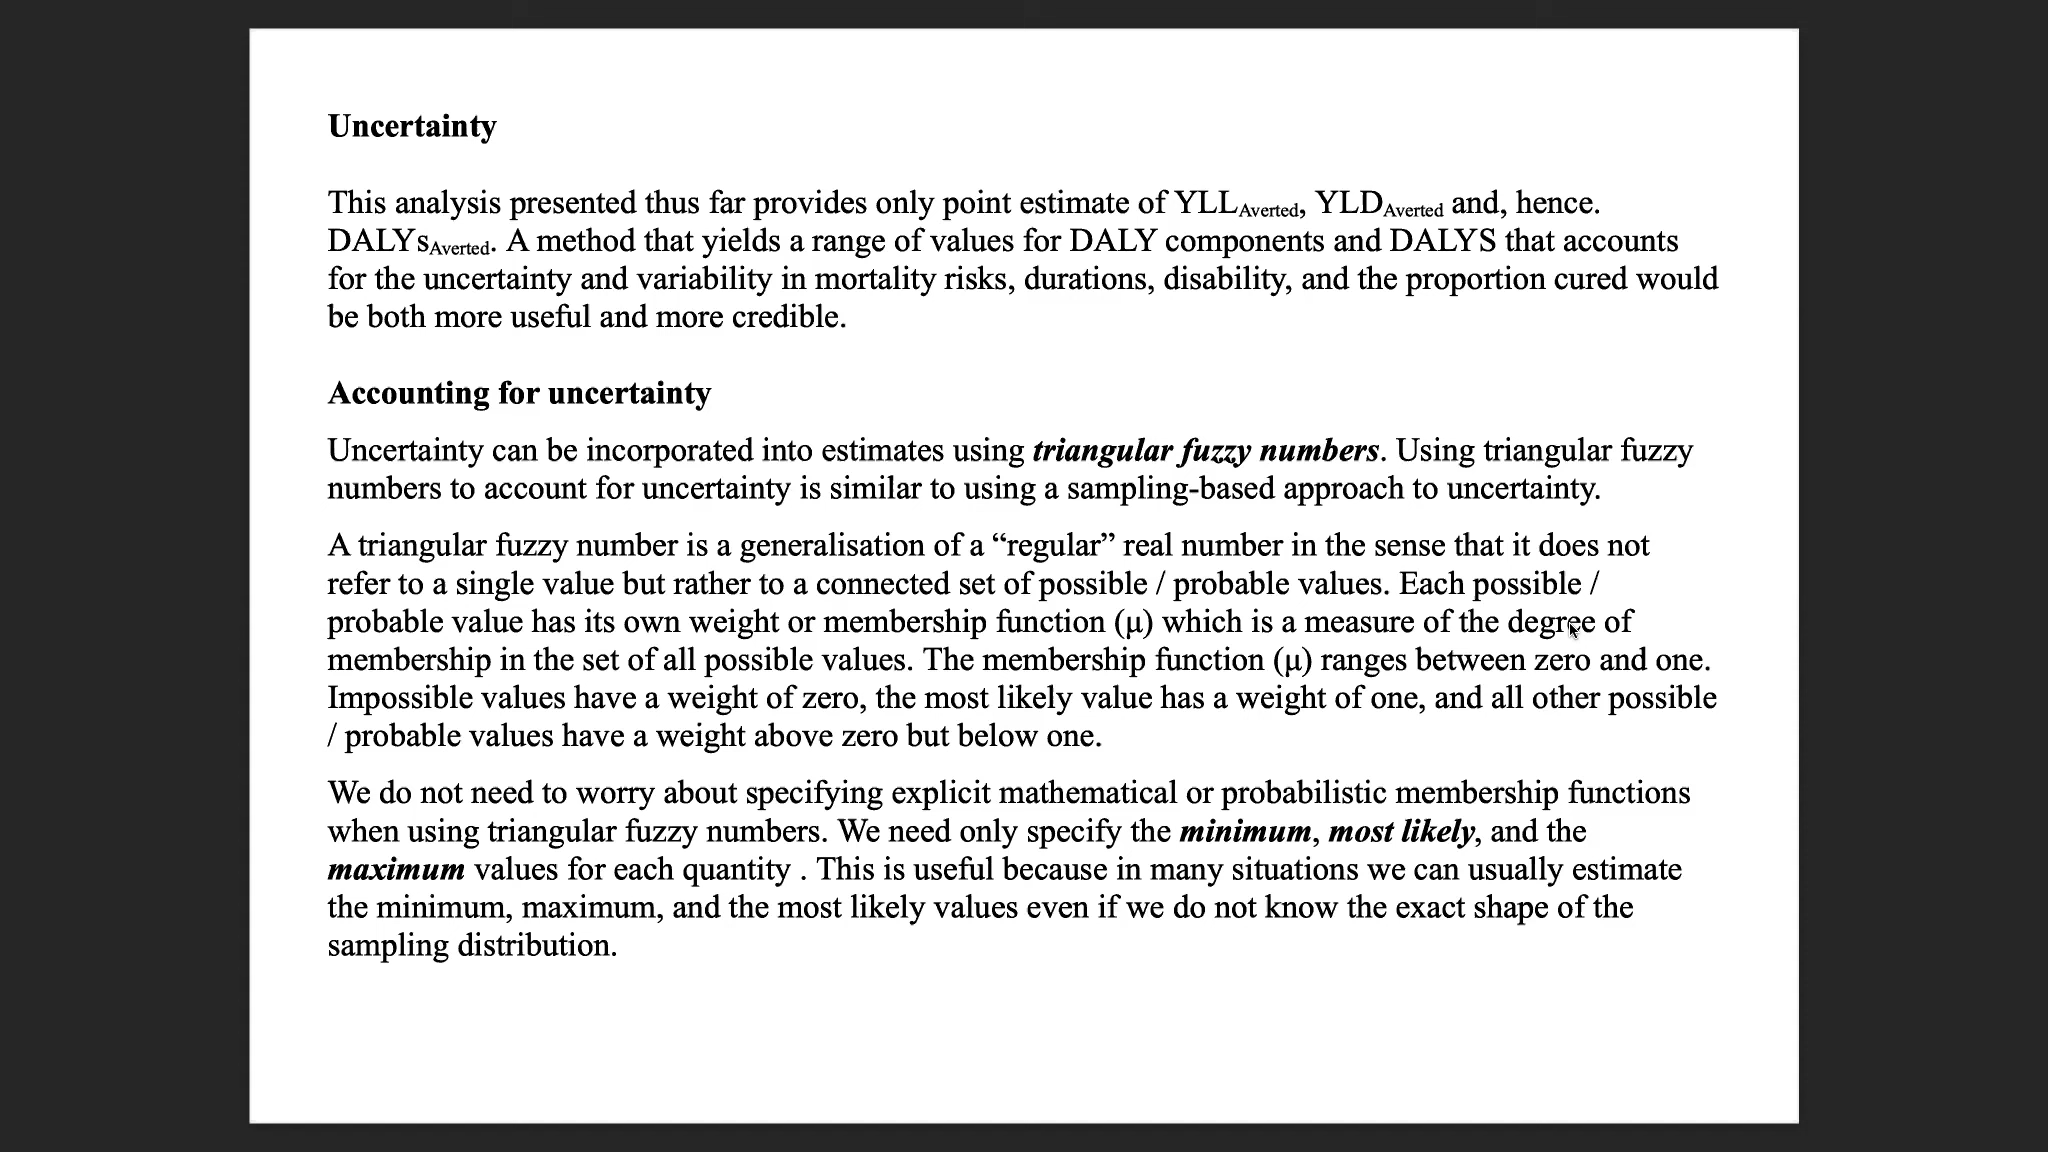 Uncertainty
This analysis presented thus far provides only point estimate of YLLAverted, YLDAverted and, hence.
DALYsAverted. A method that yields a range of values for DALY components and DALYS that accounts
for the uncertainty and variability in mortality risks, durations, disability, and the proportion cured would
be both more useful and more credible.
Accounting for uncertainty
Uncertainty can be incorporated into estimates using triangular fuzzy numbers. Using triangular fuzzy
numbers to account for uncertainty is similar to using a sampling-based approach to uncertainty.
A triangular fuzzy number is a generalisation of a “regular” real number in the sense that it does not
refer to a single value but rather to a connected set of possible / probable values. Each possible /
probable value has its own weight or membership function (μ) which is a measure of the degree of
membership in the set of all possible values. The membership function (μ) ranges between zero and one.
Impossible values have a weight of zero, the most likely value has a weight of one, and all other possible
/ probable values have a weight above zero but below one.
We do not need to worry about specifying explicit mathematical or probabilistic membership functions
when using triangular fuzzy numbers. We need only specify the minimum, most likely, and the
maximum values for each quantity . This is useful because in many situations we can usually estimate
the minimum, maximum, and the most likely values even if we do not know the exact shape of the
sampling distribution.